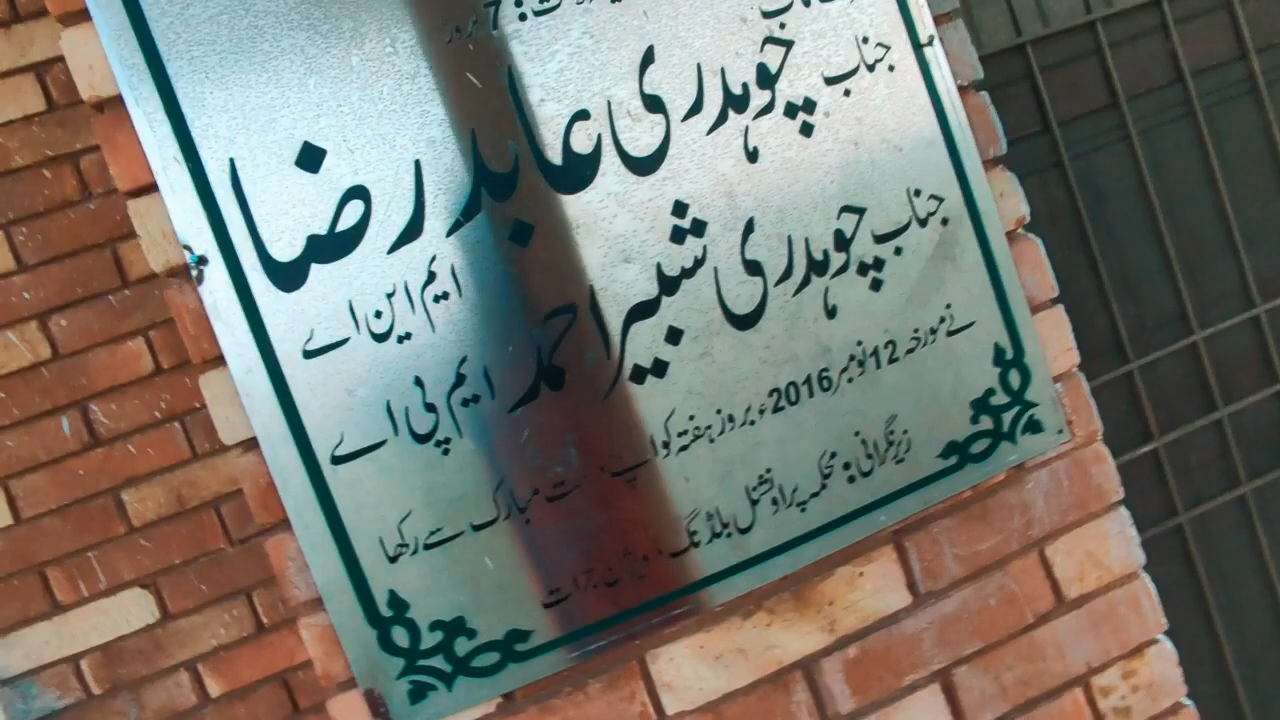 جناب چوہدری عابد رضا
ایم این اے
جناب چوہدری شبیر احمد ایم پی اے
نے مورخہ 12 نومبر 2016ء بروز ہفتہ کو اپنے مبارک سے رکھا
زیر نگرانی: محکمہ پراونشل بلڈنگ